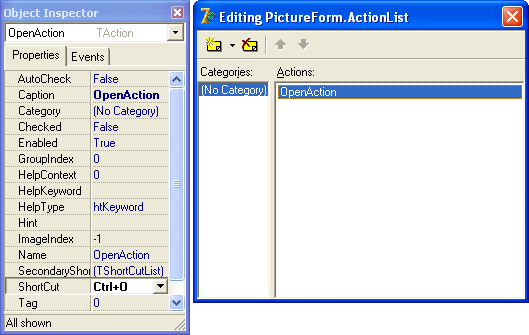 Object Inspector
OpenAction TAction
Properties Events
AutoCheck False
Caption OpenAction
Category (No Category)
Checked False
Enabled True
GroupIndex 0
HelpContext 0
HelpKeyword
HelpType htKeyword
Hint
ImageIndex -1
Name OpenAction
SecondaryShor (TShortCutList)
ShortCut Ctrl+O
Tag 0
All shown
7 Editing PictureForm.ActionList
Categories: Actions:
(No Category) OpenAction